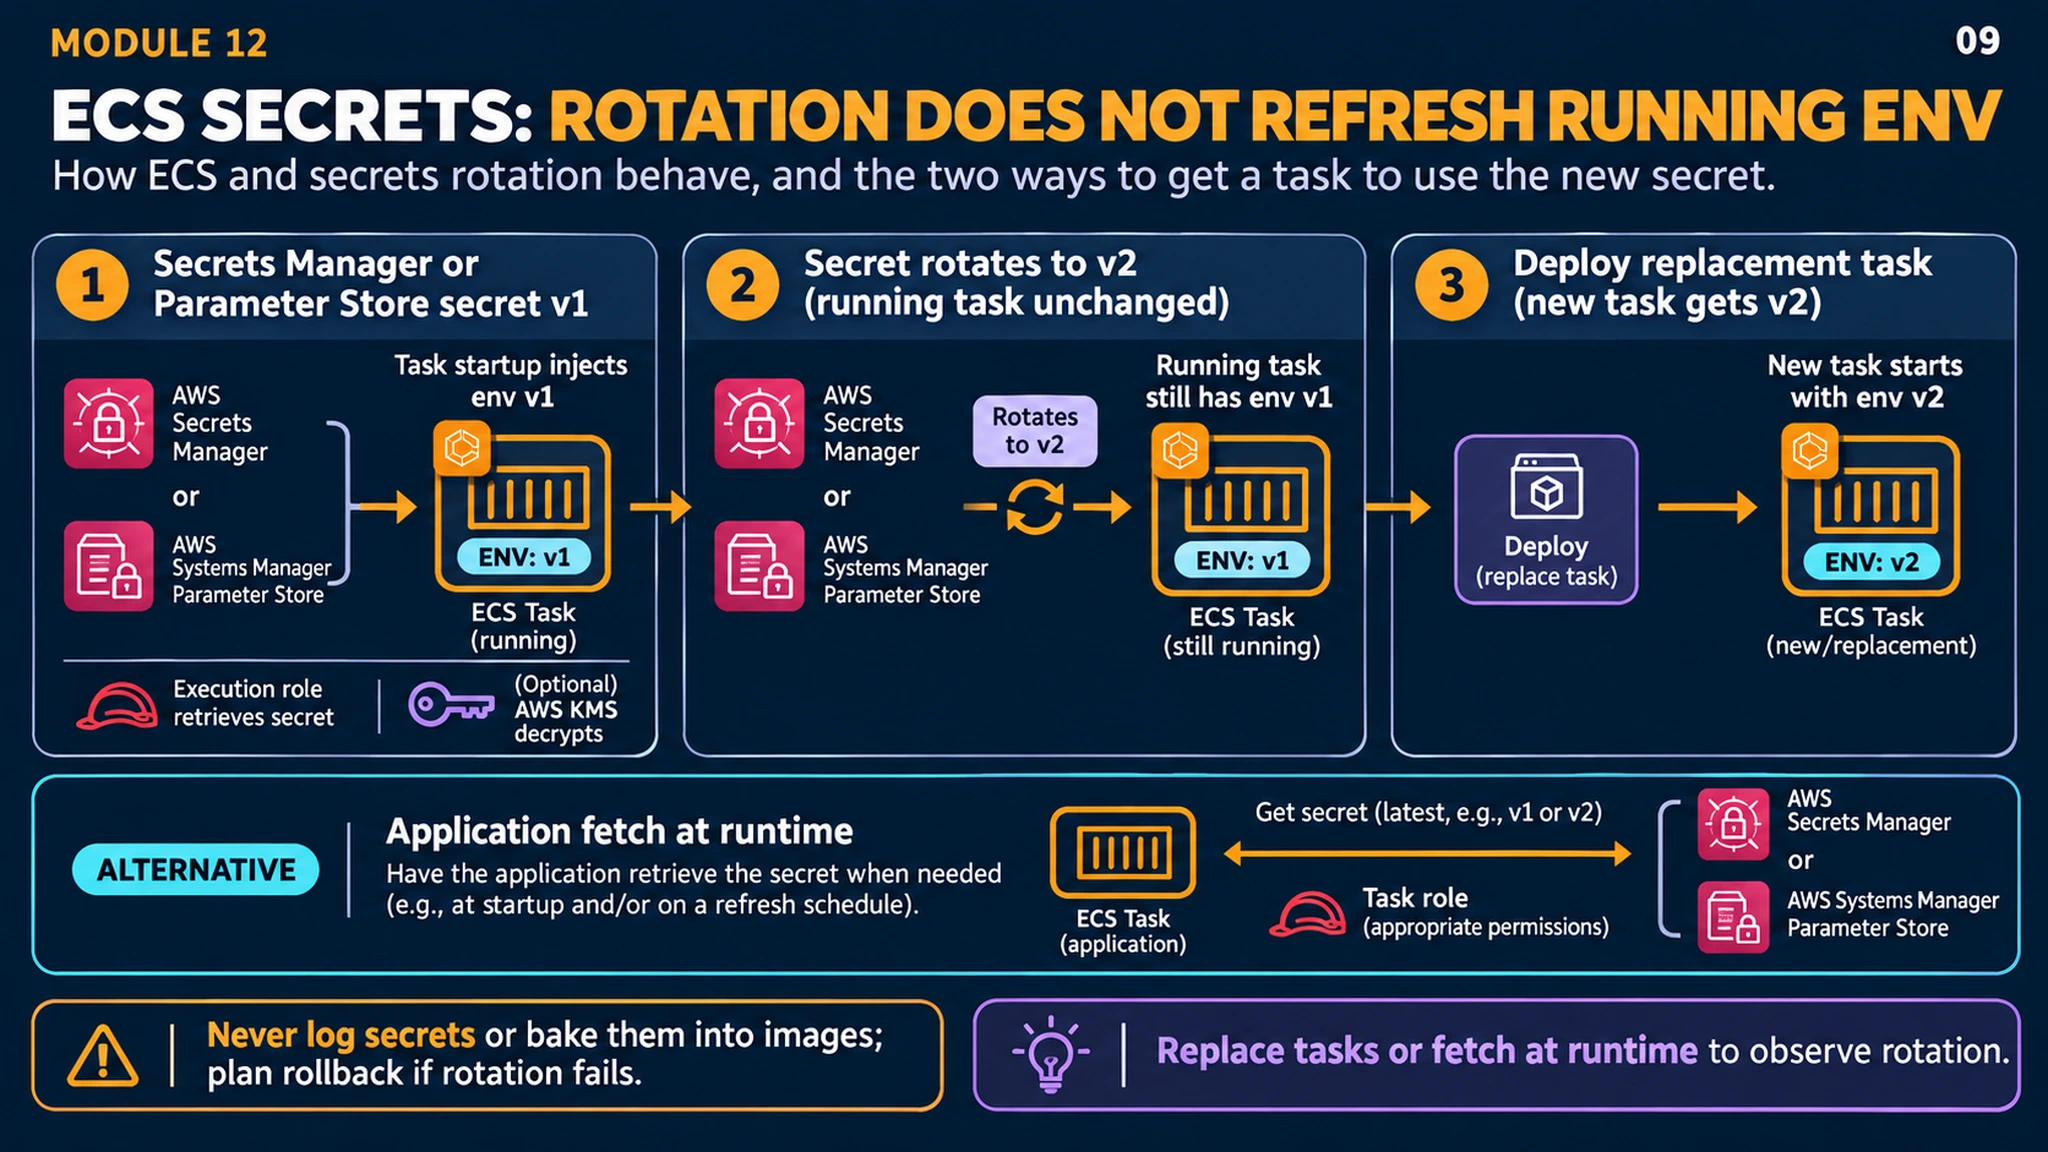 MODULE 12
09
ECS SECRETS: ROTATION DOES NOT REFRESH RUNNING ENV
How ECS and secrets rotation behave, and the two ways to get a task to use the new secret.
1
Secrets Manager or
Parameter Store secret v1
AWS
Secrets
Manager
or
AWS
Systems Manager
Parameter Store
Task startup injects
env v1
ENV: v1
ECS Task
(running)
Execution role
retrieves secret
(Optional)
AWS KMS
decrypts
2
Secret rotates to v2
(running task unchanged)
AWS
Secrets
Manager
or
AWS
Systems Manager
Parameter Store
Rotates
to v2
Running task
still has env v1
ENV: v1
ECS Task
(still running)
3
Deploy replacement task
(new task gets v2)
Deploy
(replace task)
New task starts
with env v2
ENV: v2
ECS Task
(new/replacement)
ALTERNATIVE
Application fetch at runtime
Have the application retrieve the secret when needed
(e.g., at startup and/or on a refresh schedule).
ECS Task
(application)
Get secret (latest, e.g., v1 or v2)
Task role
(appropriate permissions)
AWS
Secrets Manager
or
AWS Systems Manager
Parameter Store
Never log secrets or bake them into images;
plan rollback if rotation fails.
Replace tasks or fetch at runtime to observe rotation.